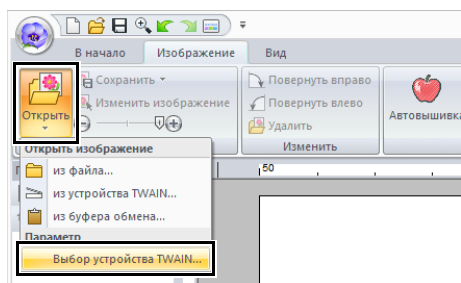 В начало Изображение Вид
Открыть
Сохранить
Изменить изображение
Повернуть вправо
Повернуть влево
Удалить
Изменить
Автовышивка
Открыть изображение
из файла...
из устройства TWAIN...
из буфера обмена...
Параметр
Выбор устройства TWAIN...
50